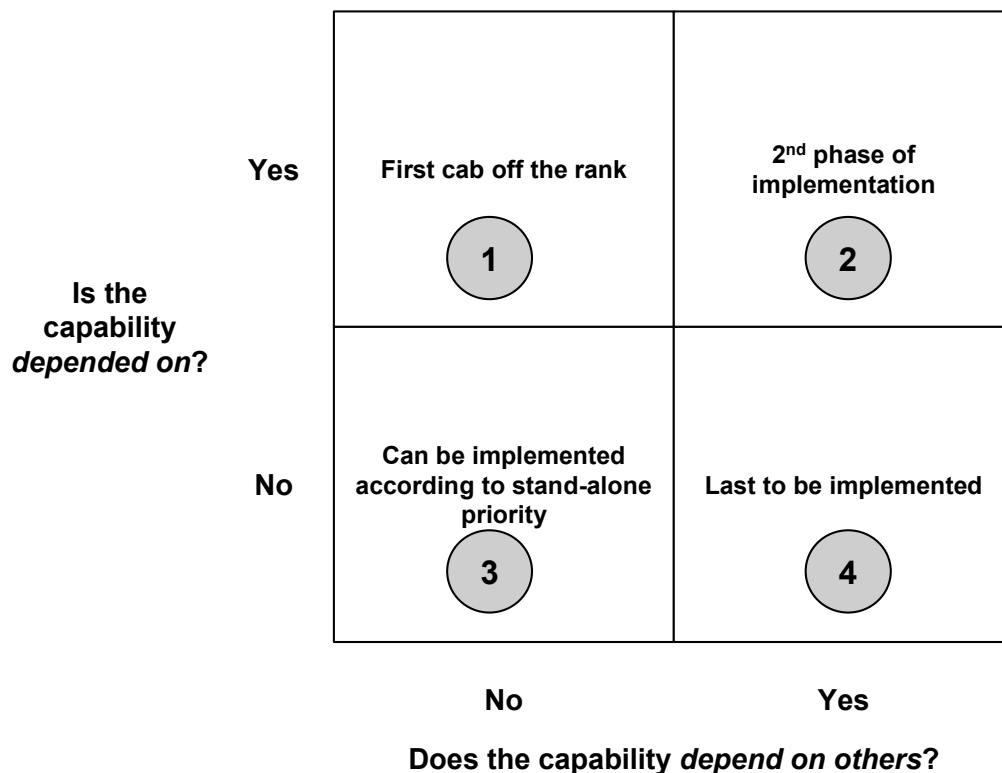 Yes
First cab off the rank
2nd phase of
implementation
1
2
Is the
capability
depended on?
No
Can be implemented
according to stand-alone
priority
Last to be implemented
3
4
No
Yes
Does the capability depend on others?